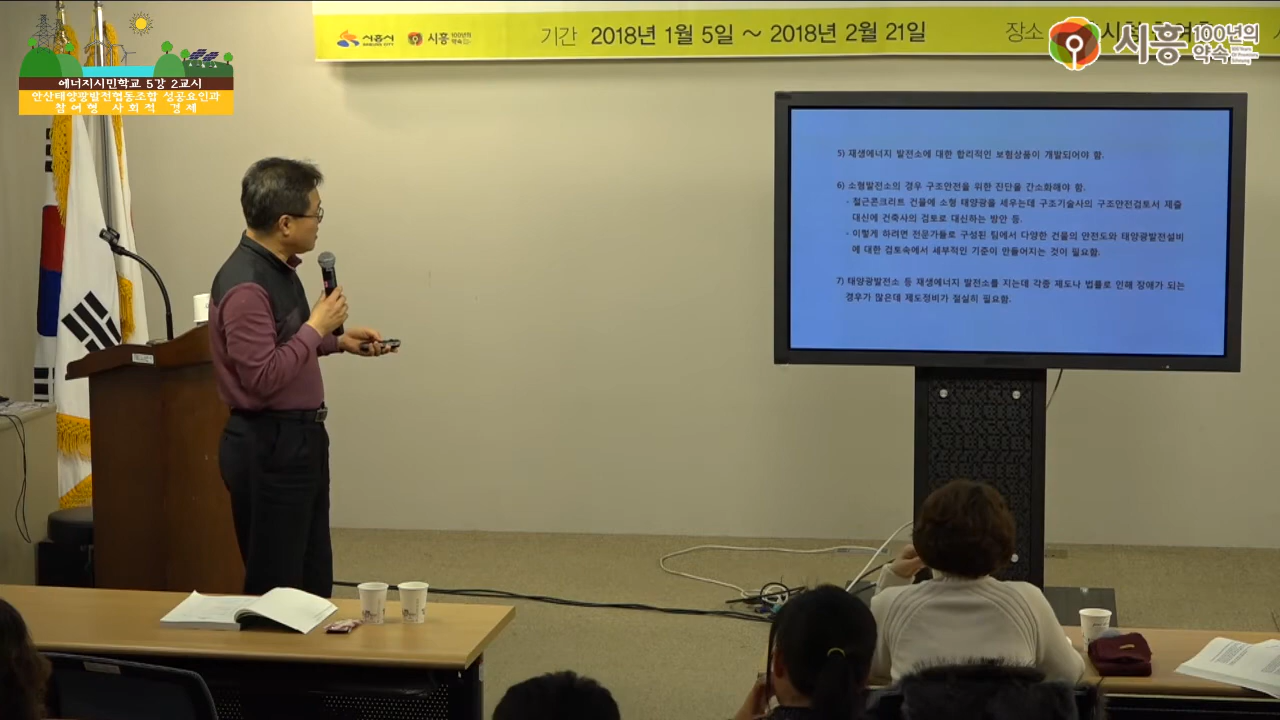 시흥시
SIHEUNG CITY
시흥 100년의 약속
기간 2018년 1월 5일 ~ 2018년 2월 21일
장소
시흥 100년의 약속
에너지시민학교 5강 2교시
안산태양광발전협동조합 성공요인과
참여형 사회적 경제
5) 재생에너지 발전소에 대한 합리적인 보험상품이 개발되어야 함.
6) 소형발전소의 경우 구조안전을 위한 진단을 간소화해야 함.
- 철근콘크리트 건물에 소형 태양광을 세우는데 구조기술사의 구조안전검토서 제출
대신에 건축사의 검토로 대신하는 방안 등.
- 이렇게 하려면 전문가들로 구성된 팀에서 다양한 건물의 안전도와 태양광발전설비
에 대한 검토속에서 세부적인 기준이 만들어지는 것이 필요함.
7) 태양광발전소 등 재생에너지 발전소를 지는데 각종 제도나 법률로 인해 장애가 되는
경우가 많은데 제도정비가 절실히 필요함.